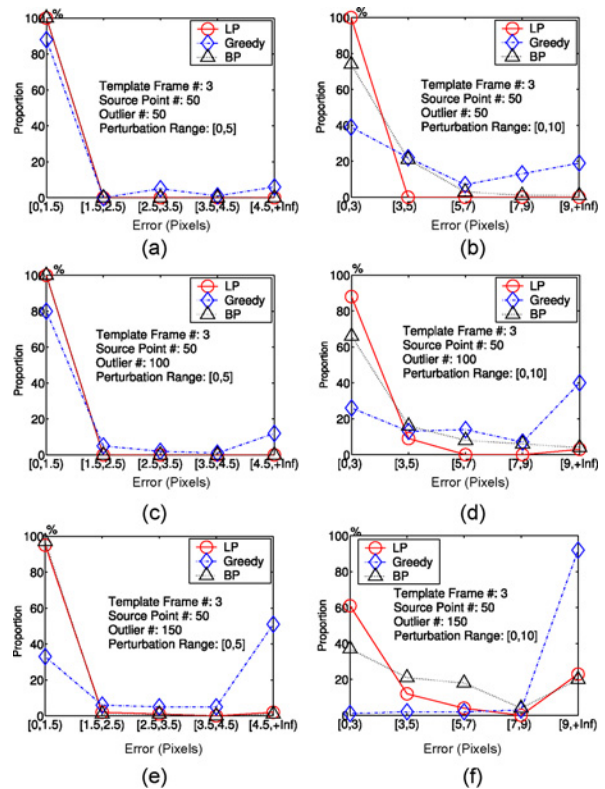 %
100
80
60
40
20
0
Proportion
LP
Greedy
BP
Template Frame #: 3
Source Point #: 50
Outlier #: 50
Perturbation Range: [0,5]
[0,1.5) [1.5,2.5) [2.5,3.5) [3.5,4.5) [4.5,+Inf)
Error (Pixels)
(a)
%
100
80
60
40
20
0
Proportion
LP
Greedy
BP
Template Frame #: 3
Source Point #: 50
Outlier #: 50
Perturbation Range: [0,10]
[0,3) [3,5) [5,7) [7,9) [9,+Inf)
Error (Pixels)
(b)
%
100
80
60
40
20
0
Proportion
LP
Greedy
BP
Template Frame #: 3
Source Point #: 50
Outlier #: 100
Perturbation Range: [0,5]
[0,1.5) [1.5,2.5) [2.5,3.5) [3.5,4.5) [4.5,+Inf)
Error (Pixels)
(c)
%
100
80
60
40
20
0
Proportion
LP
Greedy
BP
Template Frame #: 3
Source Point #: 50
Outlier #: 100
Perturbation Range: [0,10]
[0,3) [3,5) [5,7) [7,9) [9,+Inf)
Error (Pixels)
(d)
%
100
80
60
40
20
0
Proportion
LP
Greedy
BP
Template Frame #: 3
Source Point #: 50
Outlier #: 150
Perturbation Range: [0,5]
[0,1.5) [1.5,2.5) [2.5,3.5) [3.5,4.5) [4.5,+Inf)
Error (Pixels)
(e)
%
100
80
60
40
20
0
Proportion
LP
Greedy
BP
Template Frame #: 3
Source Point #: 50
Outlier #: 150
Perturbation Range: [0,10]
[0,3) [3,5) [5,7) [7,9) [9,+Inf)
Error (Pixels)
(f)